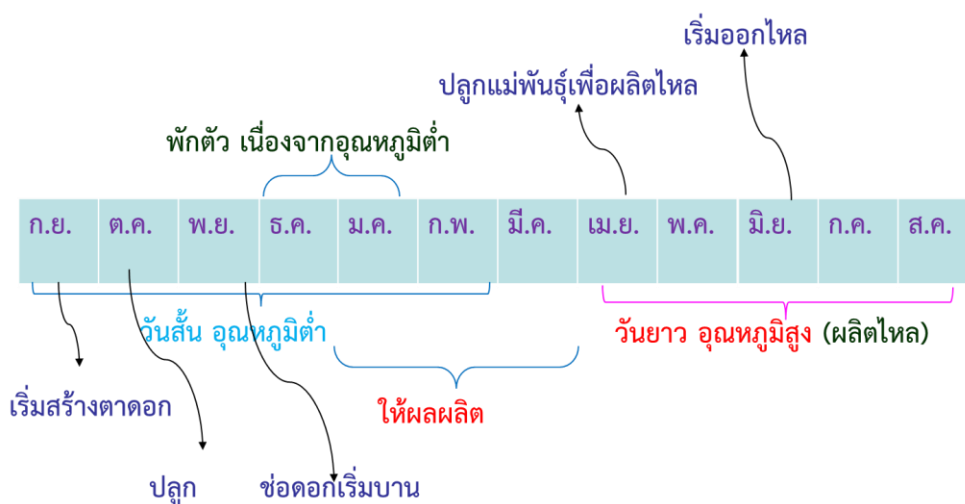 เริ่มออกไหล
ปลูกแม่พันธุ์เพื่อผลิตไหล
พักตัว เนื่องจากอุณหภูมิต่ำ
ก.ย. ต.ค. พ.ย. ธ.ค. ม.ค. ก.พ. มี.ค. เม.ย. พ.ค. มิ.ย. ก.ค. ส.ค.
วันสั้น อุณหภูมิต่ำ
วันยาว อุณหภูมิสูง (ผลิตไหล)
เริ่มสร้างตาดอก
ให้ผลผลิต
ปลูก
ช่อดอกเริ่มบาน